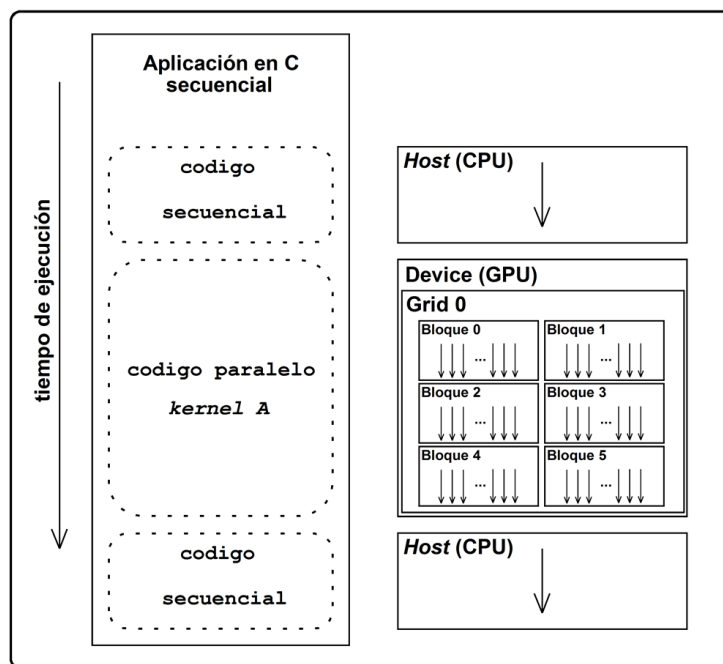 tiempo de ejecución
Aplicación en C
secuencial
codigo
secuencial
codigo paralelo
kernel A
codigo
secuencial
Host (CPU)
Device (GPU)
Grid 0
Bloque 0
...
Bloque 1
...
Bloque 2
...
Bloque 3
...
Bloque 4
...
Bloque 5
...
Host (CPU)